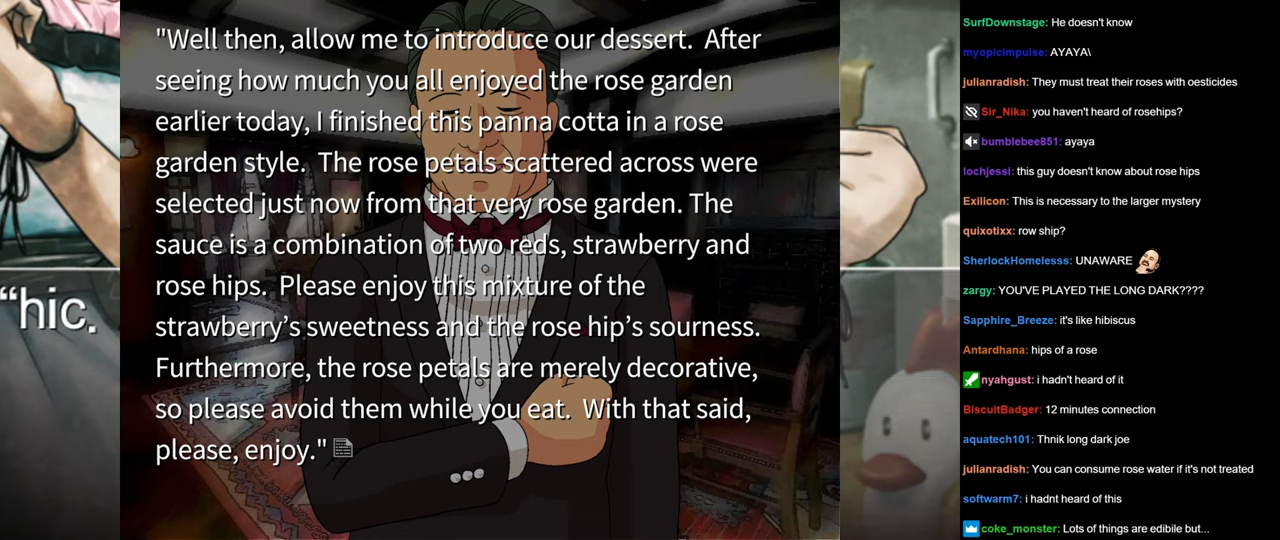 "Well then, allow me to introduce our dessert.  After
seeing how much you all enjoyed the rose garden
earlier today, I finished this panna cotta in a rose
garden style.  The rose petals scattered across were
selected just now from that very rose garden. The
sauce is a combination of two reds, strawberry and
rose hips.  Please enjoy this mixture of the
strawberry’s sweetness and the rose hip’s sourness.
Furthermore, the rose petals are merely decorative,
so please avoid them while you eat.  With that said,
please, enjoy."
“hic.
SurfDownstage: He doesn't know
myopicimpulse: AYAYA\
julianradish: They must treat their roses with oesticides
Sir_Nika: you haven't heard of rosehips?
bumblebee851: ayaya
lochjessi: this guy doesn't know about rose hips
Exilicon: This is necessary to the larger mystery
quixotixx: row ship?
SherlockHomelesss: UNAWARE
zargy: YOU'VE PLAYED THE LONG DARK????
Sapphire_Breeze: it's like hibiscus
Antardhana: hips of a rose
nyahgust: i hadn't heard of it
BiscuitBadger: 12 minutes connection
aquatech101: Thnik long dark joe
julianradish: You can consume rose water if it's not treated
softwarm7: i hadnt heard of this
coke_monster: Lots of things are edibile but...